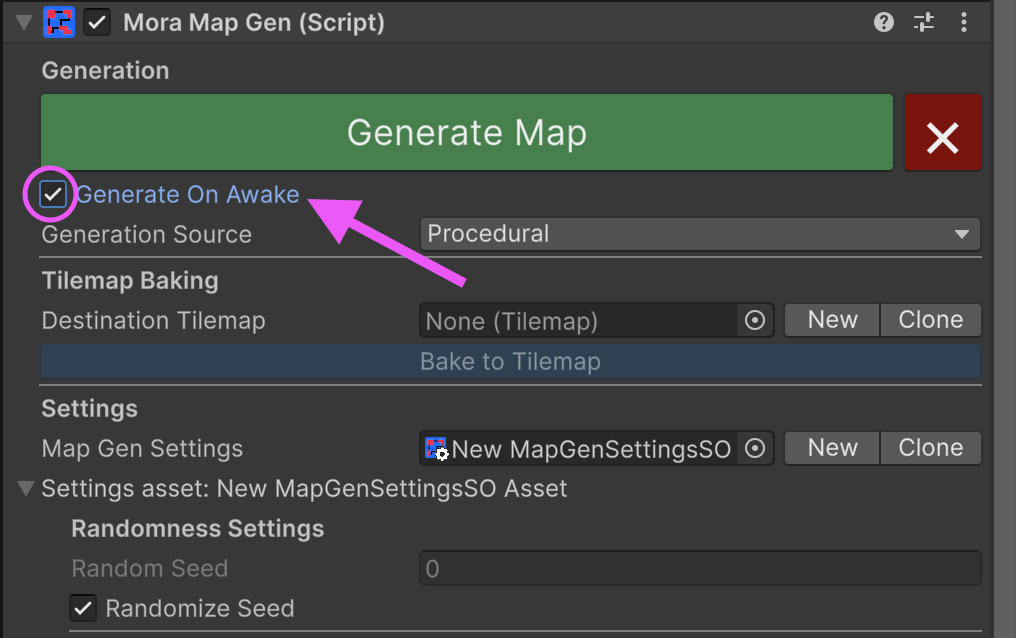 Mora Map Gen (Script)
Generation
Generate Map
Generate On Awake
Generation Source Procedural
Tilemap Baking
Destination Tilemap None (Tilemap) New Clone
Bake to Tilemap
Settings
Map Gen Settings New MapGenSettingsSO New Clone
Settings asset: New MapGenSettingsSO Asset
Randomness Settings
Random Seed 0
Randomize Seed